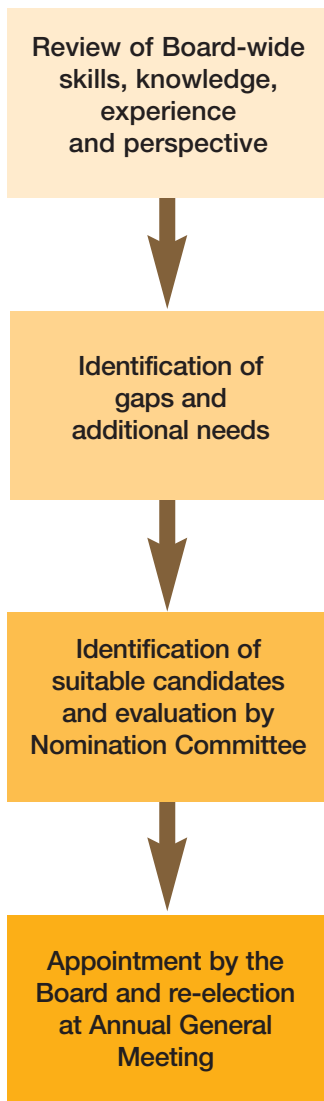 Review of Board-wide
skills, knowledge,
experience
and perspective
Identification of
gaps and
additional needs
Identification of
suitable candidates
and evaluation by
Nomination Committee
Appointment by the
Board and re-election
at Annual General
Meeting